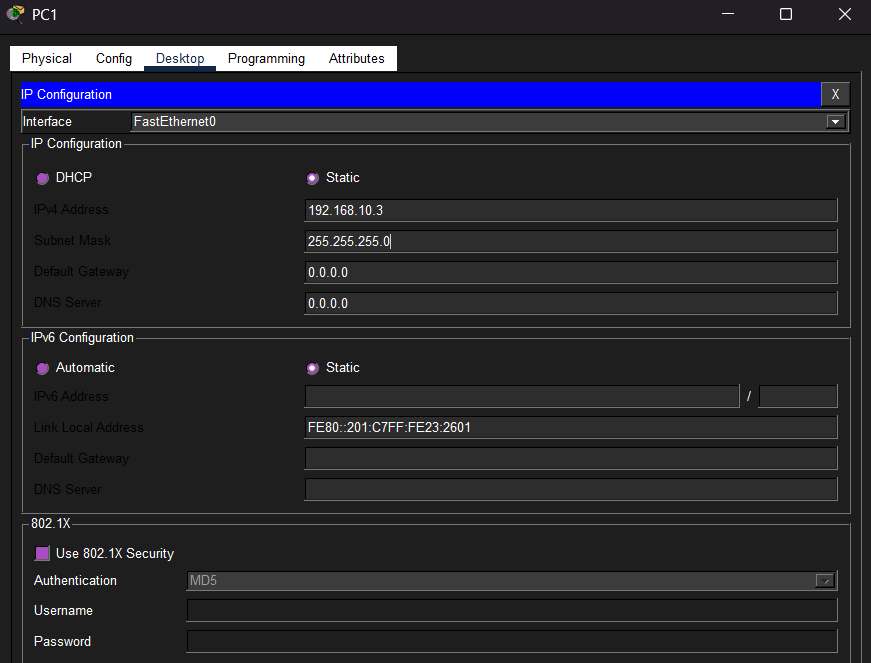 PC1
Physical Config Desktop Programming Attributes
IP Configuration X
Interface FastEthernet0
IP Configuration
DHCP Static
IPv4 Address 192.168.10.3
Subnet Mask 255.255.255.0
Default Gateway 0.0.0.0
DNS Server 0.0.0.0
IPv6 Configuration
Automatic Static
IPv6 Address /
Link Local Address FE80::201:C7FF:FE23:2601
Default Gateway
DNS Server
802.1X
Use 802.1X Security
Authentication MD5
Username
Password